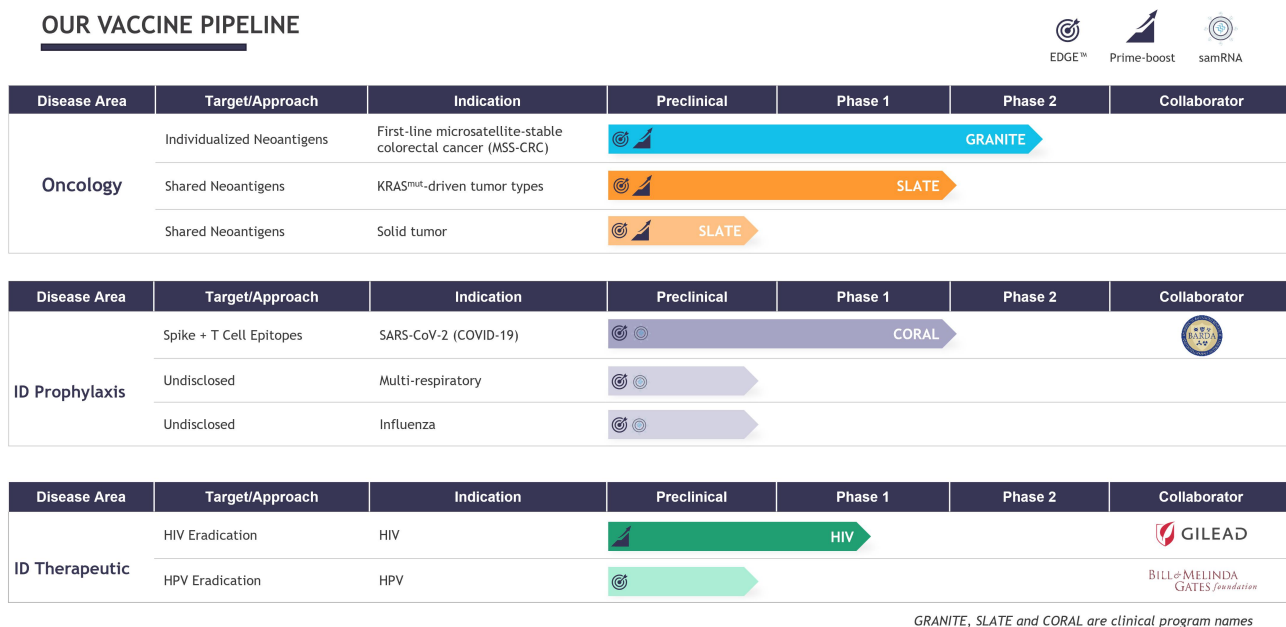 OUR VACCINE PIPELINE
EDGE™ Prime-boost samRNA
Disease Area Target/Approach Indication Preclinical Phase 1 Phase 2 Collaborator
Oncology
Individualized Neoantigens First-line microsatellite-stable
colorectal cancer (MSS-CRC) GRANITE
Shared Neoantigens KRASᵐᵘᵗ-driven tumor types SLATE
Shared Neoantigens Solid tumor SLATE
Disease Area Target/Approach Indication Preclinical Phase 1 Phase 2 Collaborator
ID Prophylaxis
Spike + T Cell Epitopes SARS-CoV-2 (COVID-19) CORAL BARDA
Undisclosed Multi-respiratory
Undisclosed Influenza
Disease Area Target/Approach Indication Preclinical Phase 1 Phase 2 Collaborator
ID Therapeutic
HIV Eradication HIV HIV GILEAD
HPV Eradication HPV BILL & MELINDA
GATES foundation
GRANITE, SLATE and CORAL are clinical program names